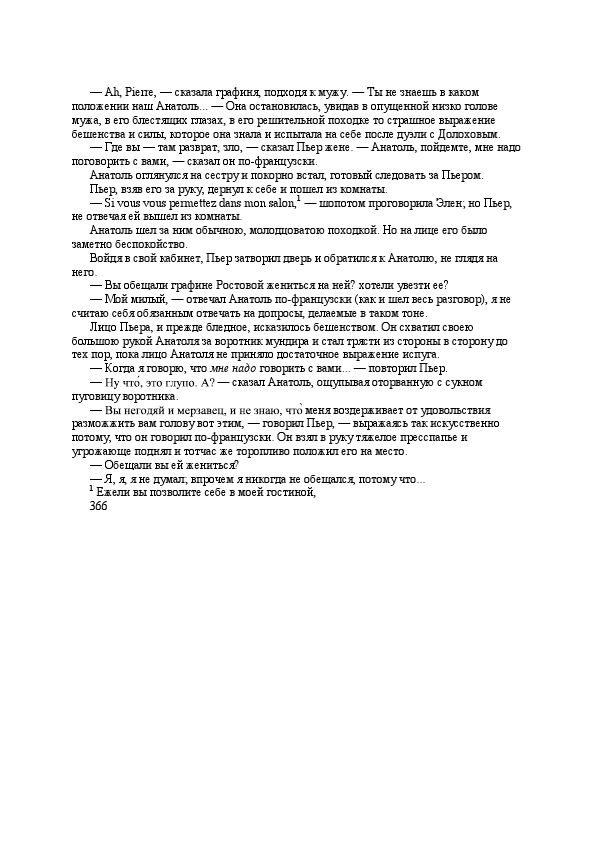 — Ah, Pierre, — сказала графиня, подходя к мужу. — Ты не знаешь в каком
положении наш Анатоль... — Она остановилась, увидав в опущенной низко голове
мужа, в его блестящих глазах, в его решительной походке то страшное выражение
бешенства и силы, которое она знала и испытала на себе после дуэли с Долоховым.
— Где вы — там разврат, зло, — сказал Пьер жене. — Анатоль, пойдемте, мне надо
поговорить с вами, — сказал он по-французски.
Анатоль оглянулся на сестру и покорно встал, готовый следовать за Пьером.
Пьер, взяв его за руку, дернул к себе и пошел из комнаты.
— Si vous vous permettez dans mon salon,¹ — шопотом проговорила Элен; но Пьер,
не отвечая ей вышел из комнаты.
Анатоль шел за ним обычною, молодцоватою походкой. Но на лице его было
заметно беспокойство.
Войдя в свой кабинет, Пьер затворил дверь и обратился к Анатолю, не глядя на
него.
— Вы обещали графине Ростовой жениться на ней? хотели увезти ее?
— Мой милый, — отвечал Анатоль по-французски (как и шел весь разговор), я не
считаю себя обязанным отвечать на допросы, делаемые в таком тоне.
Лицо Пьера, и прежде бледное, исказилось бешенством. Он схватил своею
большою рукой Анатоля за воротник мундира и стал трясти из стороны в сторону до
тех пор, пока лицо Анатоля не приняло достаточное выражение испуга.
— Когда я говорю, что мне надо говорить с вами... — повторил Пьер.
— Ну что́, это глупо. А? — сказал Анатоль, ощупывая оторванную с сукном
пуговицу воротника.
— Вы негодяй и мерзавец, и не знаю, что̀ меня воздерживает от удовольствия
размозжить вам голову вот этим, — говорил Пьер, — выражаясь так искусственно
потому, что он говорил по-французски. Он взял в руку тяжелое пресспапье и
угрожающе поднял и тотчас же торопливо положил его на место.
— Обещали вы ей жениться?
— Я, я, я не думал; впрочем я никогда не обещался, потому что...
¹ Ежели вы позволите себе в моей гостиной,
366